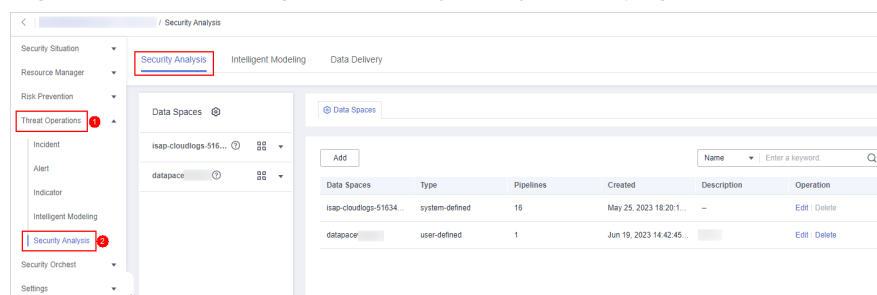 / Security Analysis
Security Situation
Resource Manager
Risk Prevention
Threat Operations 1
Incident
Alert
Indicator
Intelligent Modeling
Security Analysis 2
Security Orchest
Settings
Security Analysis Intelligent Modeling Data Delivery
Data Spaces
isap-cloudlogs-516...
datapace
Data Spaces
Add
Name Enter a keyword.
Data Spaces Type Pipelines Created Description Operation
isap-cloudlogs-51634... system-defined 16 May 25, 2023 18:20:1... – Edit Delete
datapace user-defined 1 Jun 19, 2023 14:42:45... Edit Delete